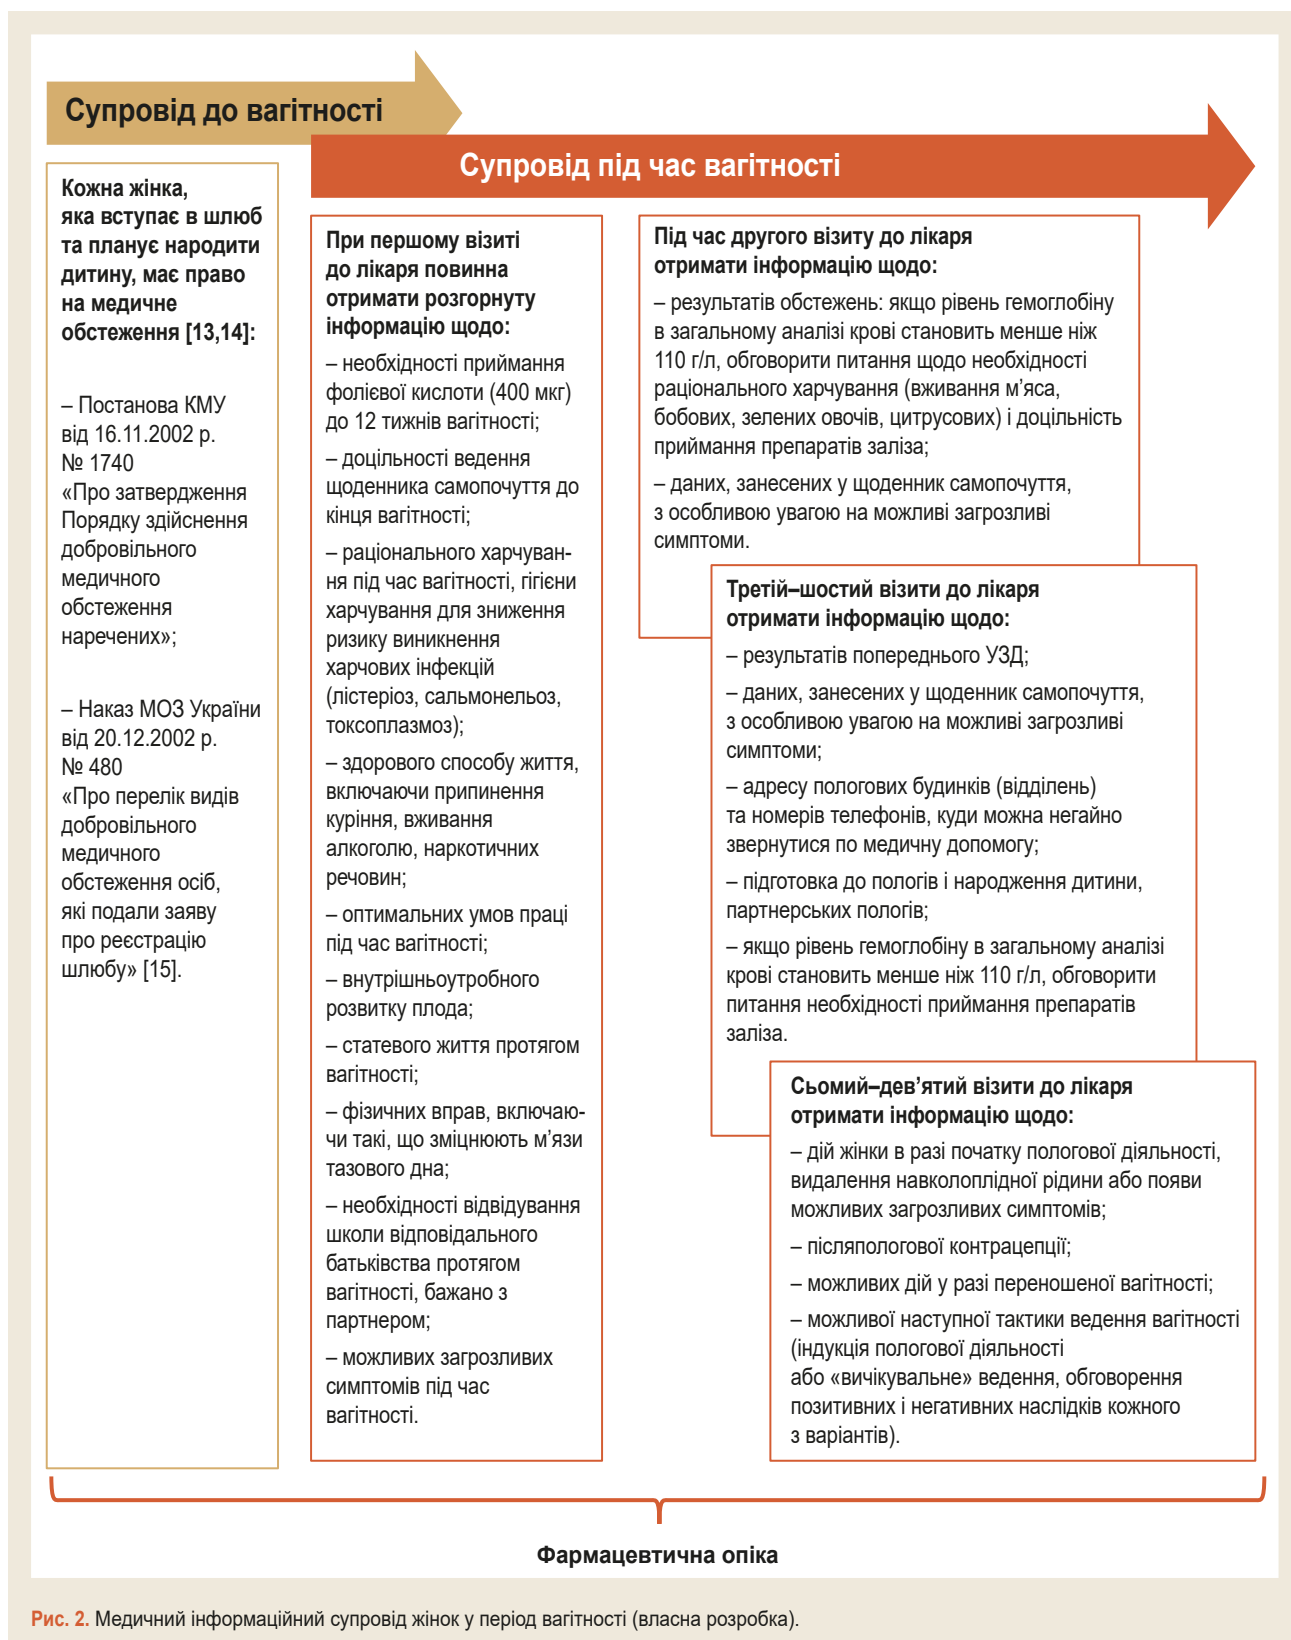 Супровід до вагітності
Супровід під час вагітності
Кожна жінка,
яка вступає в шлюб
та планує народити
дитину, має право
на медичне
обстеження [13,14]:
– Постанова КМУ
від 16.11.2002 р.
№ 1740
«Про затвердження
Порядку здійснення
добровільного
медичного
обстеження
наречених»;
– Наказ МОЗ України
від 20.12.2002 р.
№ 480
«Про перелік видів
добровільного
медичного
обстеження осіб,
які подали заяву
про реєстрацію
шлюбу» [15].
При першому візиті
до лікаря повинна
отримати розгорнуту
інформацію щодо:
– необхідності приймання
фолієвої кислоти (400 мкг)
до 12 тижнів вагітності;
– доцільності ведення
щоденника самопочуття до
кінця вагітності;
– раціонального харчуван-
ня під час вагітності, гігієни
харчування для зниження
ризику виникнення
харчових інфекцій
(лістеріоз, сальмонельоз,
токсоплазмоз);
– здорового способу життя,
включаючи припинення
куріння, вживання
алкоголю, наркотичних
речовин;
– оптимальних умов праці
під час вагітності;
– внутрішньоутробного
розвитку плода;
– статевого життя протягом
вагітності;
– фізичних вправ, включаю-
чи такі, що зміцнюють м’язи
тазового дна;
– необхідності відвідування
школи відповідального
батьківства протягом
вагітності, бажано з
партнером;
– можливих загрозливих
симптомів під час
вагітності.
Під час другого візиту до лікаря
отримати інформацію щодо:
– результатів обстежень: якщо рівень гемоглобіну
в загальному аналізі крові становить менше ніж
110 г/л, обговорити питання щодо необхідності
раціонального харчування (вживання м’яса,
бобових, зелених овочів, цитрусових) і доцільність
приймання препаратів заліза;
– даних, занесених у щоденник самопочуття,
з особливою увагою на можливі загрозливі
симптоми.
Третій–шостий візити до лікаря
отримати інформацію щодо:
– результатів попереднього УЗД;
– даних, занесених у щоденник самопочуття,
з особливою увагою на можливі загрозливі
симптоми;
– адресу пологових будинків (відділень)
та номерів телефонів, куди можна негайно
звернутися по медичну допомогу;
– підготовка до пологів і народження дитини,
партнерських пологів;
– якщо рівень гемоглобіну в загальному аналізі
крові становить менше ніж 110 г/л, обговорити
питання необхідності приймання препаратів
заліза.
Сьомий–дев’ятий візити до лікаря
отримати інформацію щодо:
– дій жінки в разі початку пологової діяльності,
видалення навколоплідної рідини або появи
можливих загрозливих симптомів;
– післяпологової контрацепції;
– можливих дій у разі переношеної вагітності;
– можливої наступної тактики ведення вагітності
(індукція пологової діяльності
або «вичікувальне» ведення, обговорення
позитивних і негативних наслідків кожного
з варіантів).
Фармацевтична опіка
Рис. 2. Медичний інформаційний супровід жінок у період вагітності (власна розробка).